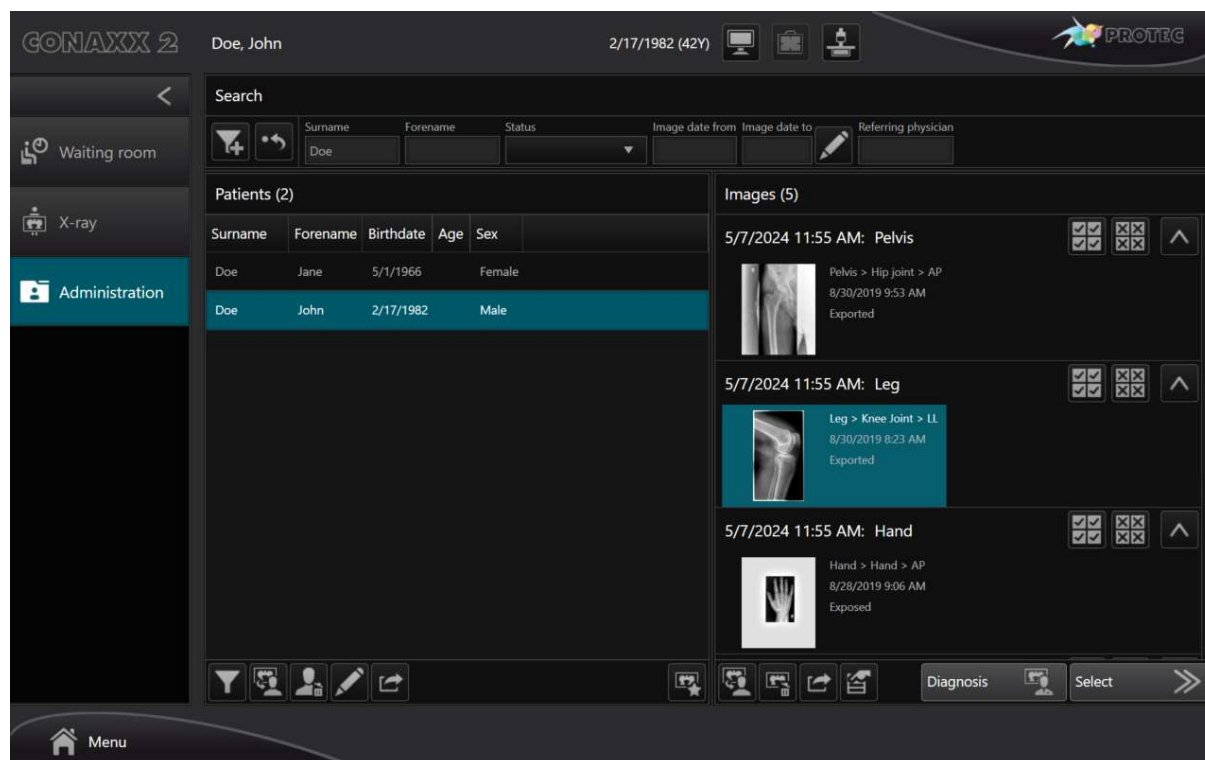 CONAXX 2
Doe, John 2/17/1982 (42Y)
PROTEC
Search
Waiting room
X-ray
Administration
Surname Forename Status Image date from Image date to Referring physician
Doe
Patients (2)
Surname Forename Birthdate Age Sex
Doe Jane 5/1/1966 Female
Doe John 2/17/1982 Male
Images (5)
5/7/2024 11:55 AM: Pelvis
Pelvis > Hip joint > AP
8/30/2019 9:53 AM
Exported
5/7/2024 11:55 AM: Leg
Leg > Knee Joint > LL
8/30/2019 8:23 AM
Exported
5/7/2024 11:55 AM: Hand
Hand > Hand > AP
8/28/2019 9:06 AM
Exposed
Diagnosis
Select
Menu